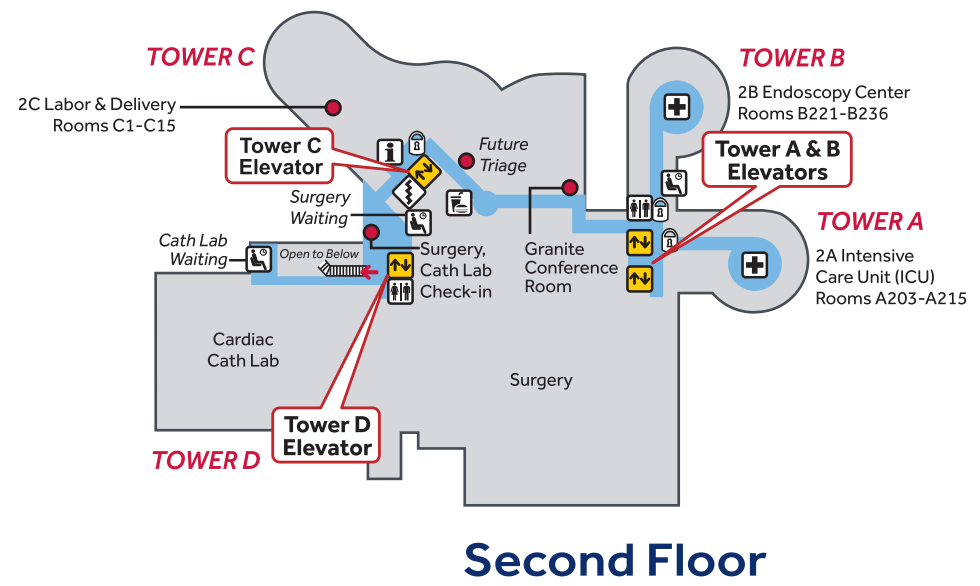 TOWER C
TOWER B
2C Labor & Delivery
Rooms C1-C15
2B Endoscopy Center
Rooms B221-B236
Tower C
Elevator
Future
Triage
Tower A & B
Elevators
Surgery
Waiting
TOWER A
Cath Lab
Waiting
Open to Below
Surgery,
Cath Lab
Check-in
Granite
Conference
Room
2A Intensive
Care Unit (ICU)
Rooms A203-A215
Cardiac
Cath Lab
Surgery
Tower D
Elevator
TOWER D
Second Floor